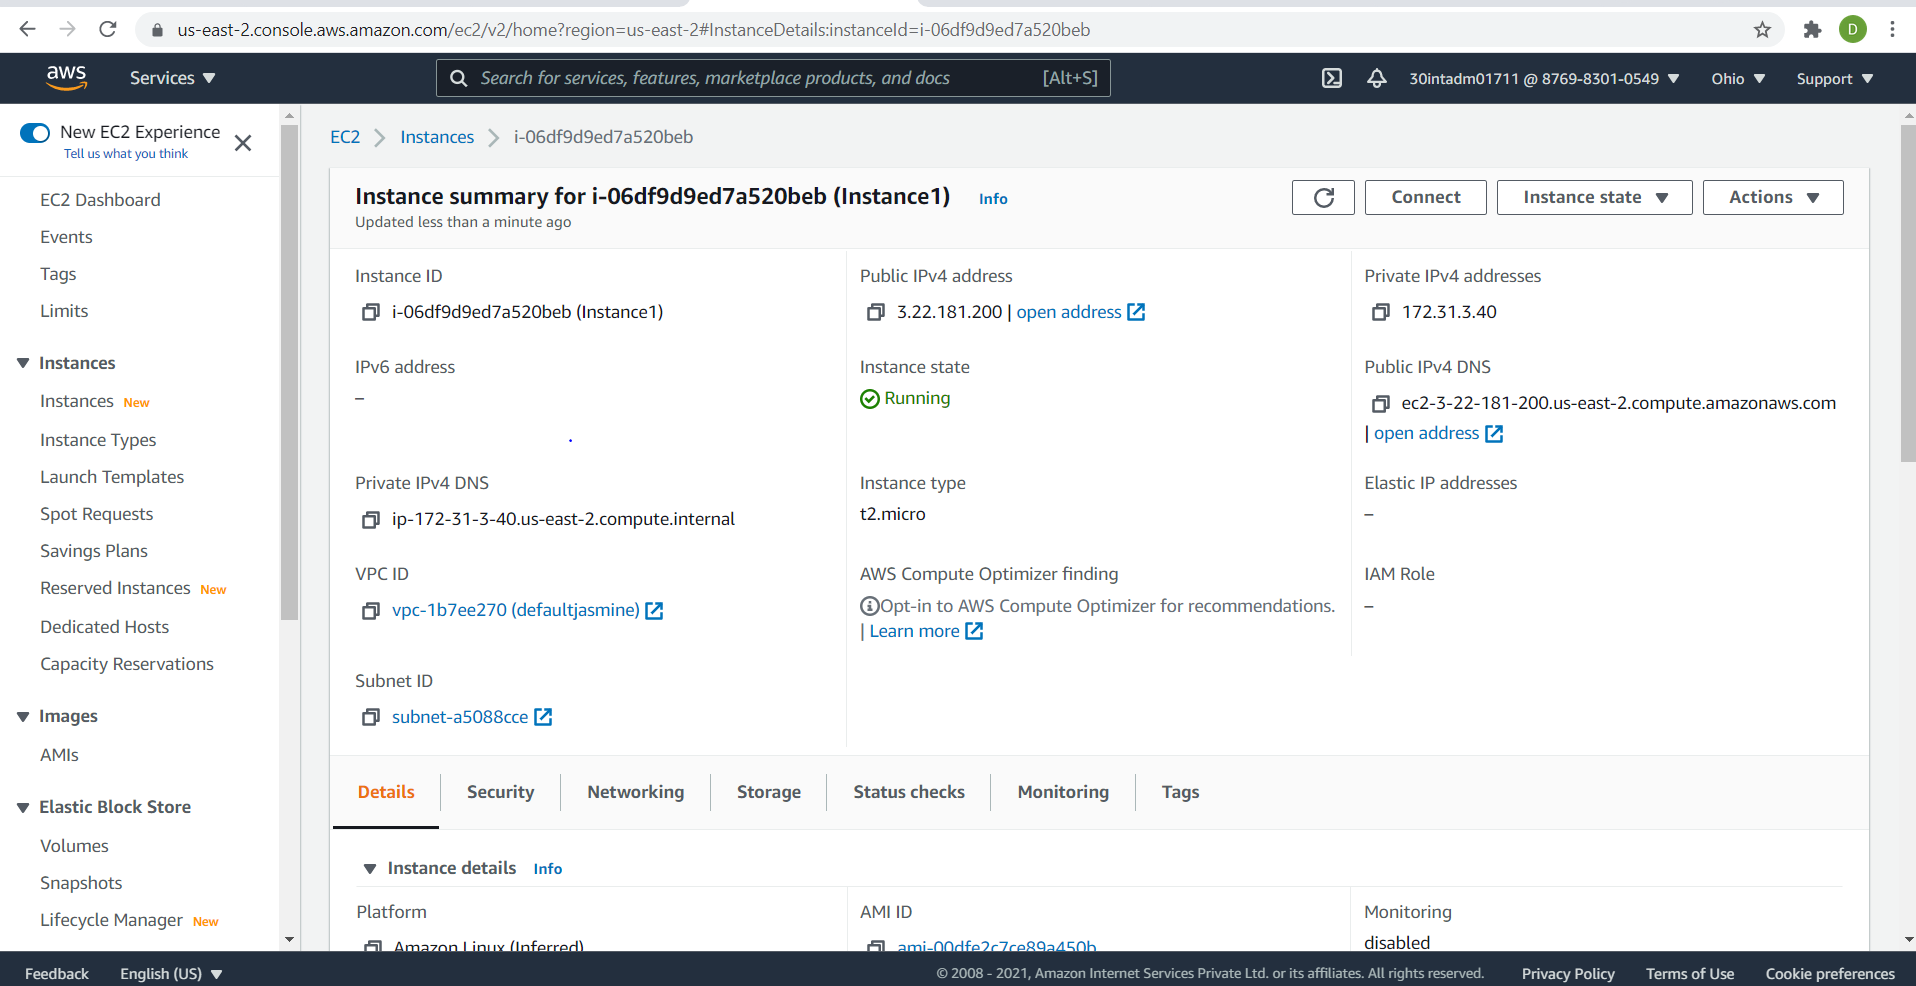 us-east-2.console.aws.amazon.com/ec2/v2/home?region=us-east-2#InstanceDetails:instanceId=i-06df9d9ed7a520beb
D
aws
Services
Search for services, features, marketplace products, and docs
[Alt+S]
30intadm01711 @ 8769-8301-0549
Ohio
Support
New EC2 Experience
Tell us what you think
EC2 Dashboard
Events
Tags
Limits
Instances
Instances New
Instance Types
Launch Templates
Spot Requests
Savings Plans
Reserved Instances New
Dedicated Hosts
Capacity Reservations
Images
AMIs
Elastic Block Store
Volumes
Snapshots
Lifecycle Manager New
EC2 > Instances > i-06df9d9ed7a520beb
Instance summary for i-06df9d9ed7a520beb (Instance1) Info
Updated less than a minute ago
Connect
Instance state
Actions
Instance ID
i-06df9d9ed7a520beb (Instance1)
Public IPv4 address
3.22.181.200 | open address
Private IPv4 addresses
172.31.3.40
IPv6 address
–
Instance state
Running
Public IPv4 DNS
ec2-3-22-181-200.us-east-2.compute.amazonaws.com
| open address
Private IPv4 DNS
ip-172-31-3-40.us-east-2.compute.internal
Instance type
t2.micro
Elastic IP addresses
–
VPC ID
vpc-1b7ee270 (defaultjasmine)
AWS Compute Optimizer finding
Opt-in to AWS Compute Optimizer for recommendations.
| Learn more
IAM Role
–
Subnet ID
subnet-a5088cce
Details
Security
Networking
Storage
Status checks
Monitoring
Tags
Instance details Info
Platform
Amazon Linux (Inferred)
AMI ID
ami-00dfe2c7ce89a450b
Monitoring
disabled
Feedback
English (US)
© 2008 - 2021, Amazon Internet Services Private Ltd. or its affiliates. All rights reserved.
Privacy Policy
Terms of Use
Cookie preferences